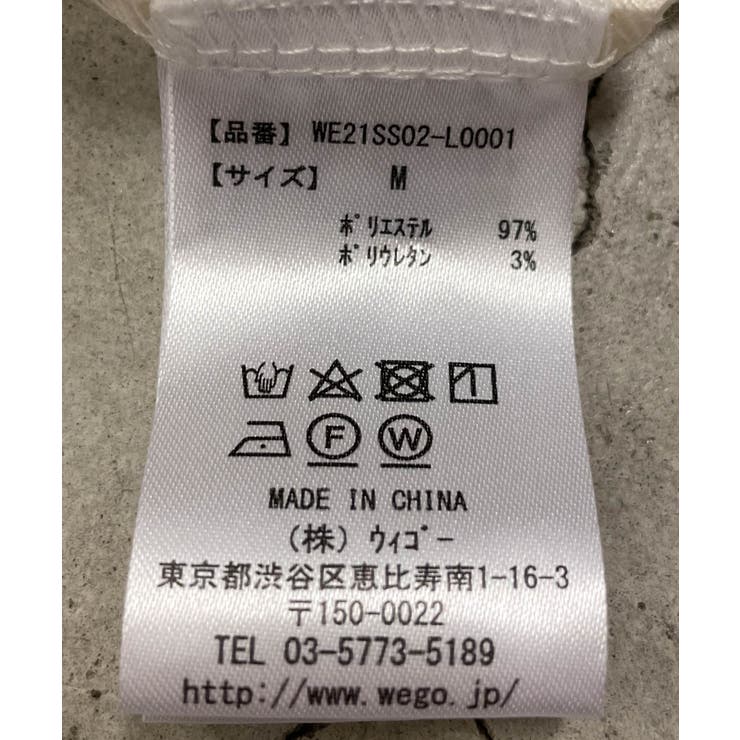 【品番】 WE21SS02-L0001
【サイズ】 M
ﾎﾟﾘｴｽﾃﾙ 97%
ﾎﾟﾘｳﾚﾀﾝ 3%
F W
MADE IN CHINA
（株）ｳｨｺﾞｰ
東京都渋谷区恵比寿南1-16-3
〒150-0022
TEL 03-5773-5189
http://www.wego.jp/